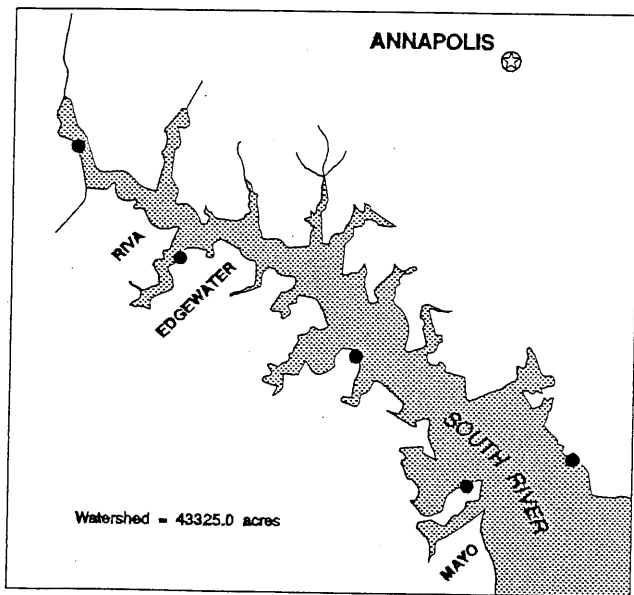 ANNAPOLIS
RIVA
EDGEWATER
SOUTH RIVER
Watershed = 43325.0 acres
MAYO